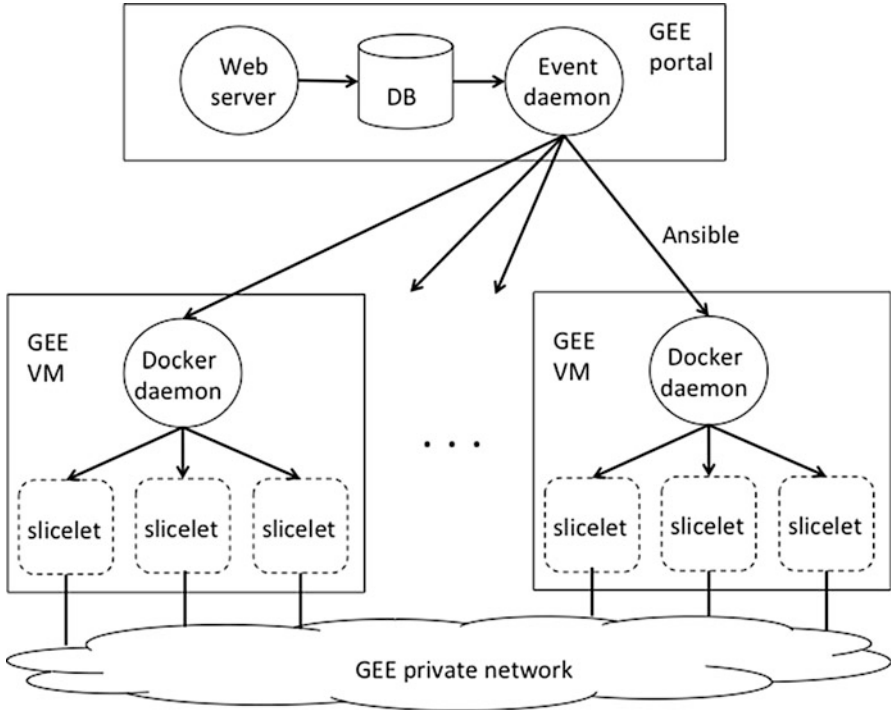 GEE
portal
Web
server
DB
Event
daemon
Ansible
GEE
VM
Docker
daemon
slicelet
slicelet
slicelet
. . .
GEE
VM
Docker
daemon
slicelet
slicelet
slicelet
GEE private network